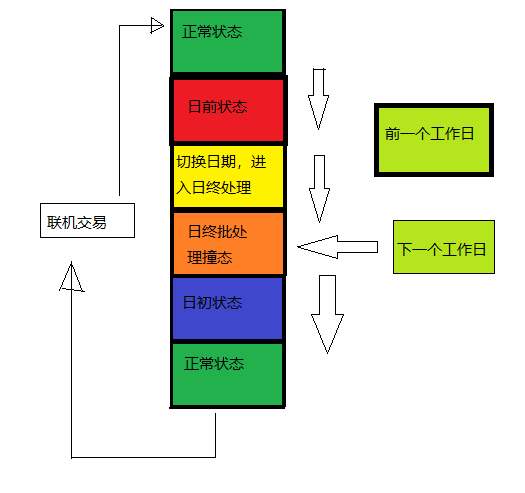 正常状态
日前状态
前一个工作日
切换日期，进
入日终处理
联机交易
日终批处
理撞态
下一个工作日
日初状态
正常状态